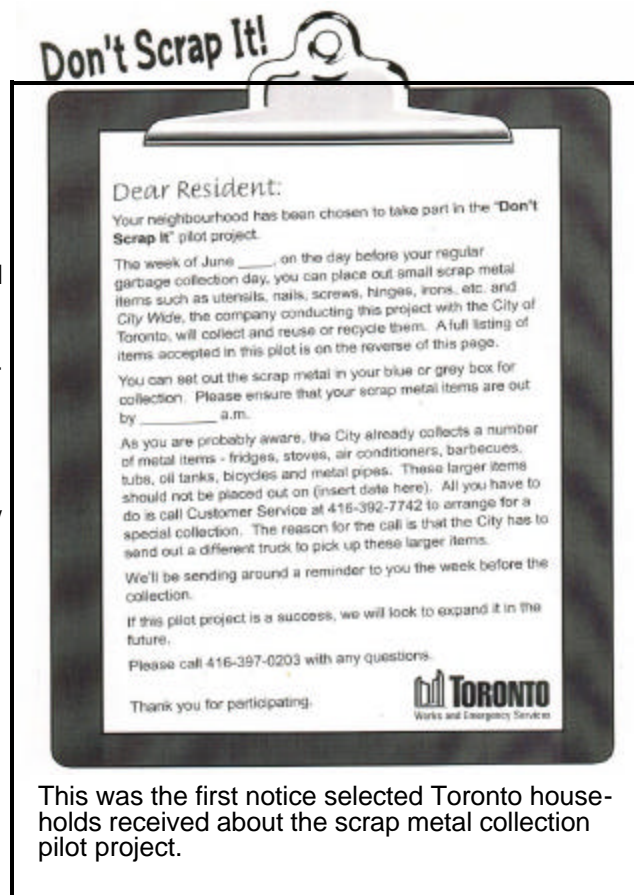 Don't Scrap It!
Dear Resident:
Your neighbourhood has been chosen to take part in the "Don't
Scrap It" pilot project.
The week of June ____, on the day before your regular
garbage collection day, you can place out small scrap metal
items such as utensils, nails, screws, hinges, irons, etc. and
City Wide, the company conducting this project with the City of
Toronto, will collect and reuse or recycle them. A full listing of
items accepted in this pilot is on the reverse of this page.
You can set out the scrap metal in your blue or grey box for
collection. Please ensure that your scrap metal items are out
by _________ a.m.
As you are probably aware, the City already collects a number
of metal items - fridges, stoves, air conditioners, barbecues,
tubs, oil tanks, bicycles and metal pipes. These larger items
should not be placed out on (insert date here). All you have to
do is call Customer Service at 416-392-7742 to arrange for a
special collection. The reason for the call is that the City has to
send out a different truck to pick up these larger items.
We'll be sending around a reminder to you the week before the
collection.
If this pilot project is a success, we will look to expand it in the
future.
Please call 416-397-0203 with any questions.
Thank you for participating.
TORONTO
Works and Emergency Services
This was the first notice selected Toronto house-
holds received about the scrap metal collection
pilot project.